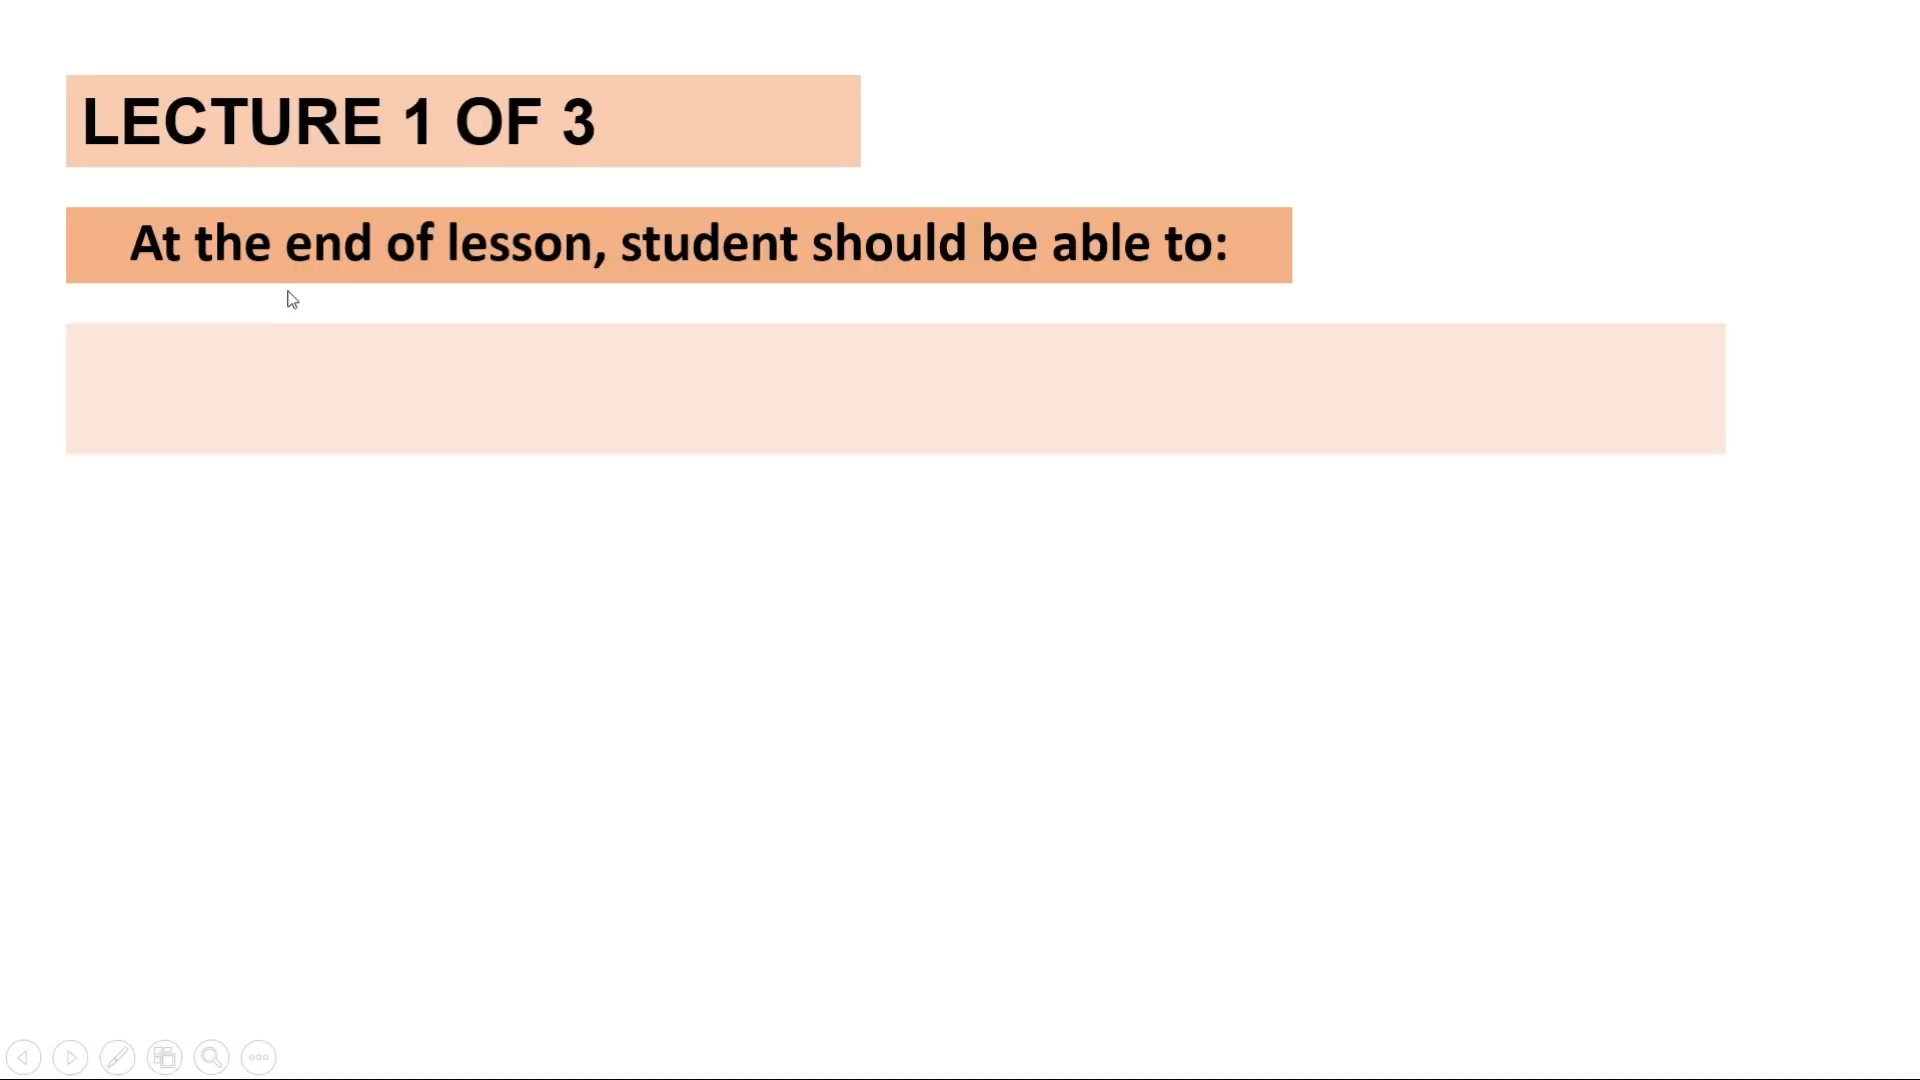 LECTURE 1 OF 3
At the end of lesson, student should be able to: